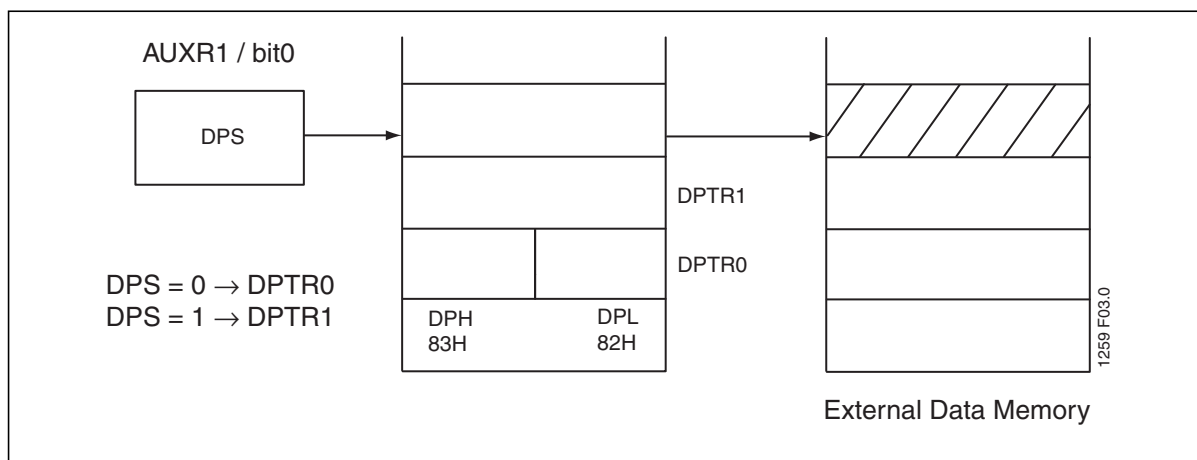 AUXR1 / bit0
DPS
DPTR1
DPTR0
DPS = 0 → DPTR0
DPS = 1 → DPTR1
DPH
83H
DPL
82H
External Data Memory
1259 F03.0